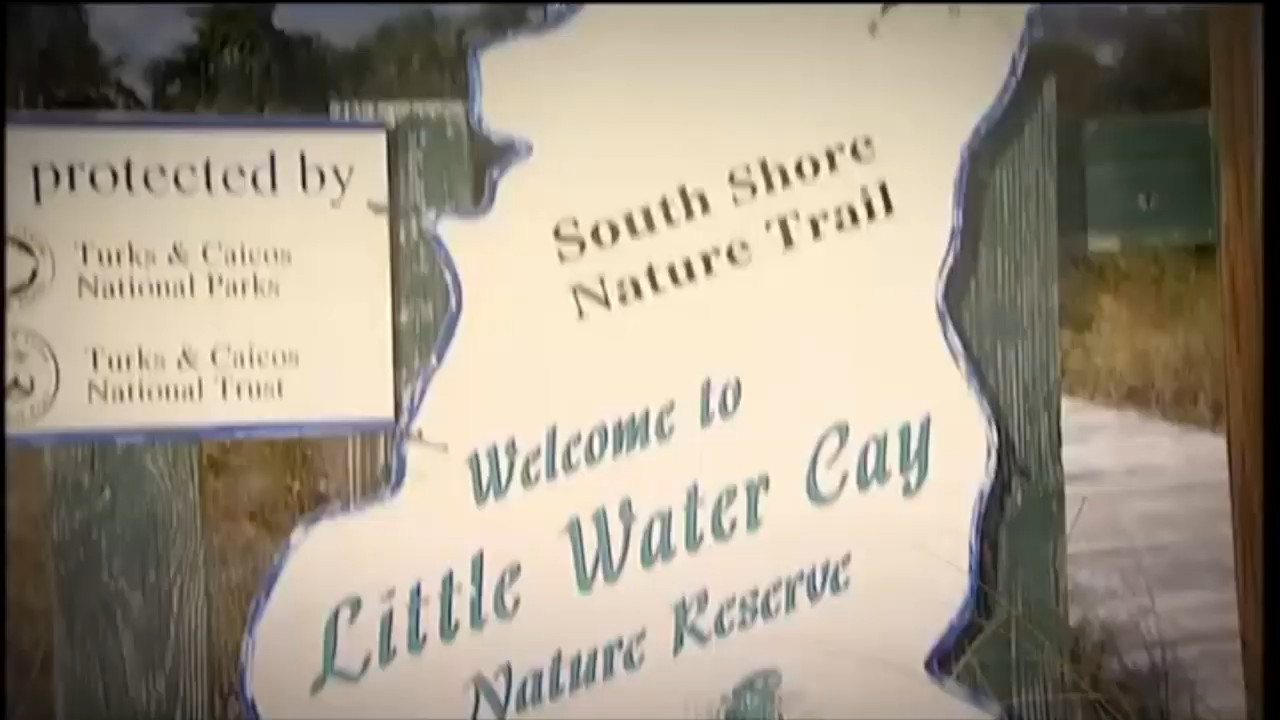 protected by
Turks & Caicos
National Parks
Turks & Caicos
National Trust
South Shore
Nature Trail
Welcome to
Little Water Cay
Nature Reserve